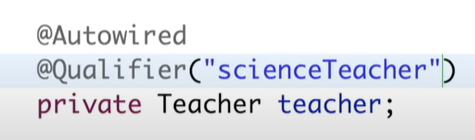 @Autowired
@Qualifier("scienceTeacher")
private Teacher teacher;